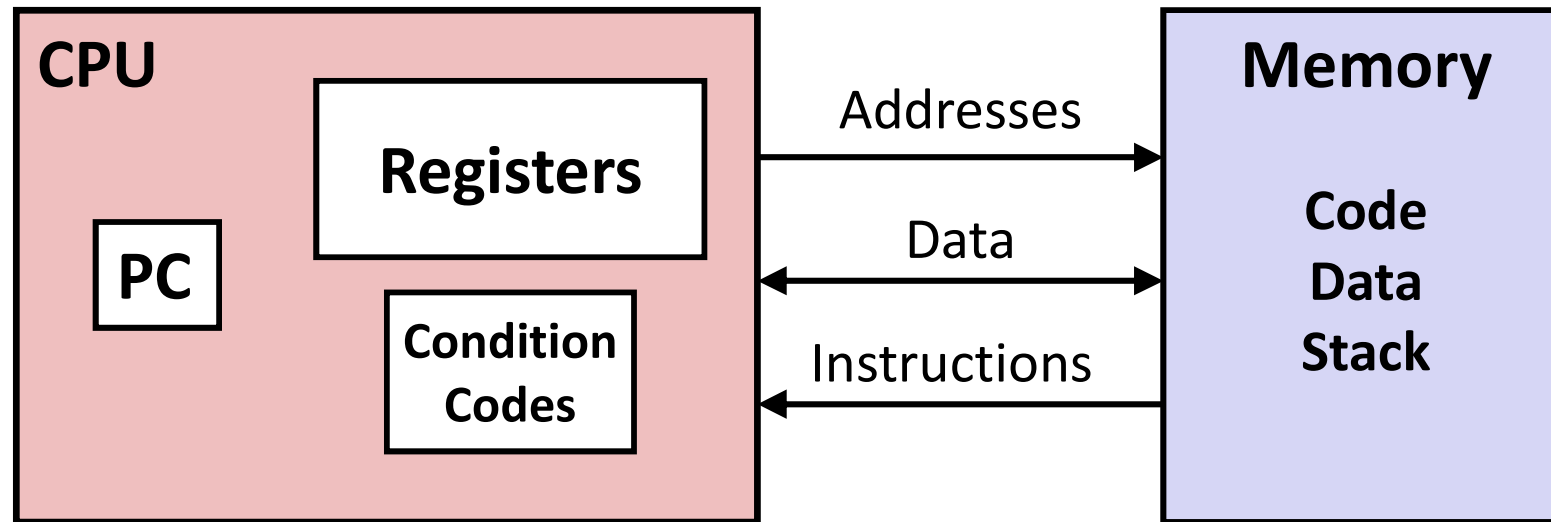 CPU
Registers
PC
Condition
Codes
Addresses
Data
Instructions
Memory
Code
Data
Stack